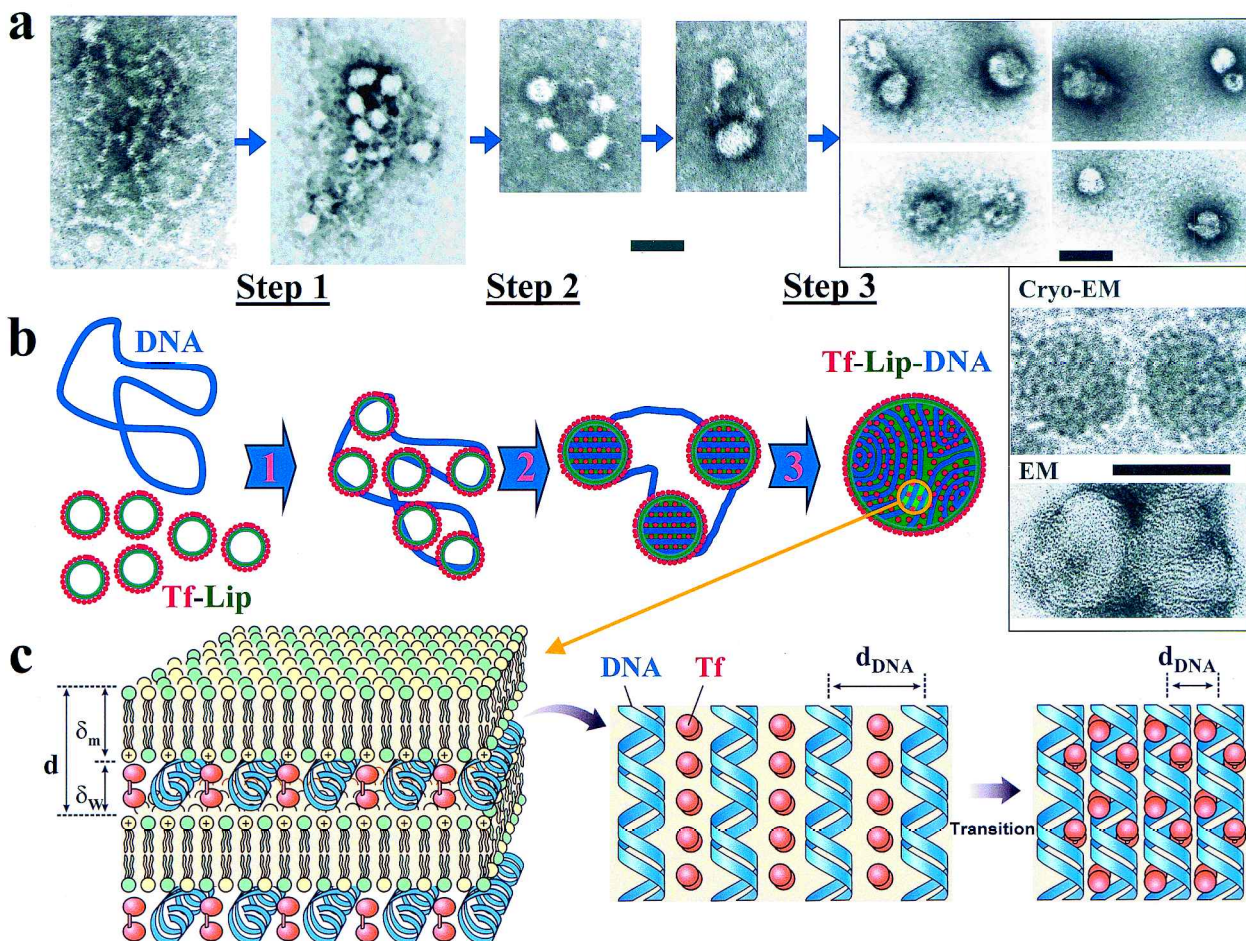 a
Step 1
Step 2
Step 3
Cryo-EM
EM
b
DNA
Tf-Lip
1
2
3
Tf-Lip-DNA
c
d
δm
δw
+ + + + + + + + +
+ + + + + + + + +
DNA
Tf
dDNA
Transition
dDNA